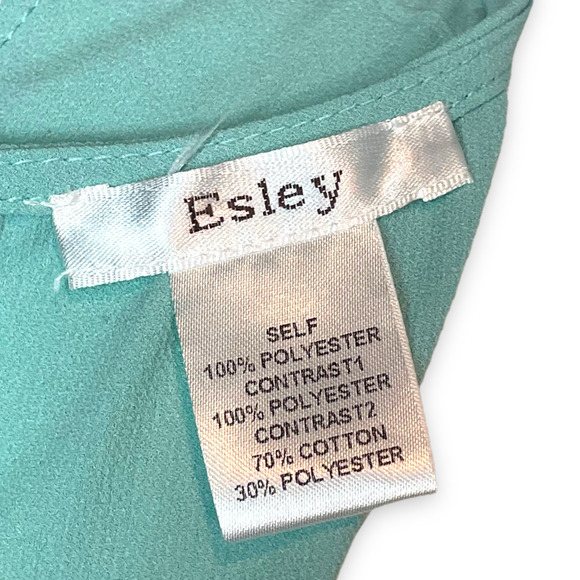 Esley
SELF
100% POLYESTER
CONTRAST1
100% POLYESTER
CONTRAST2
70% COTTON
30% POLYESTER